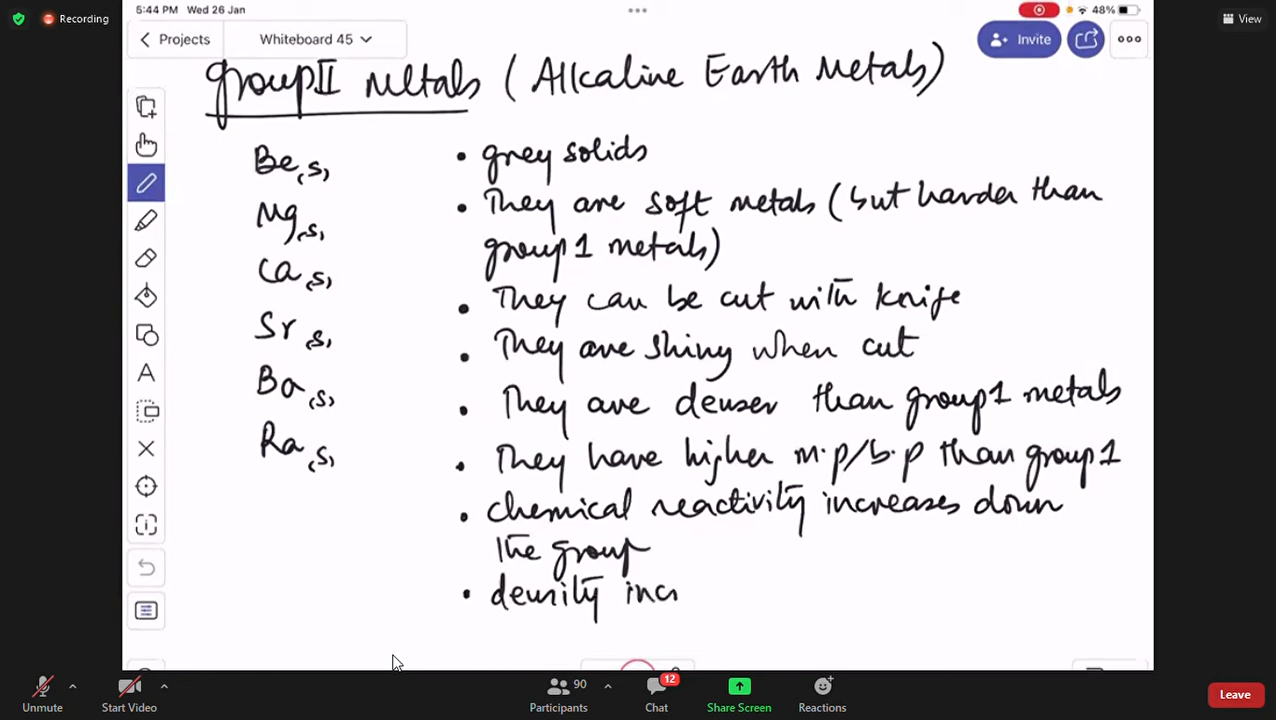 5:44 PM Wed 26 Jan
48%
Recording
View
Projects
Whiteboard 45
Invite
group II metals (Alkaline Earth Metals)
Be(s)
Mg(s)
Ca(s)
Sr(s)
Ba(s)
Ra(s)
• grey solids
• They are soft metals (but harder than
group 1 metals)
• They can be cut with knife
• They are shiny when cut
• They are denser than group 1 metals
• They have higher m.p/b.p than group 1
• chemical reactivity increases down
the group
• density incr
A
90
12
Unmute
Start Video
Participants
Chat
Share Screen
Reactions
Leave